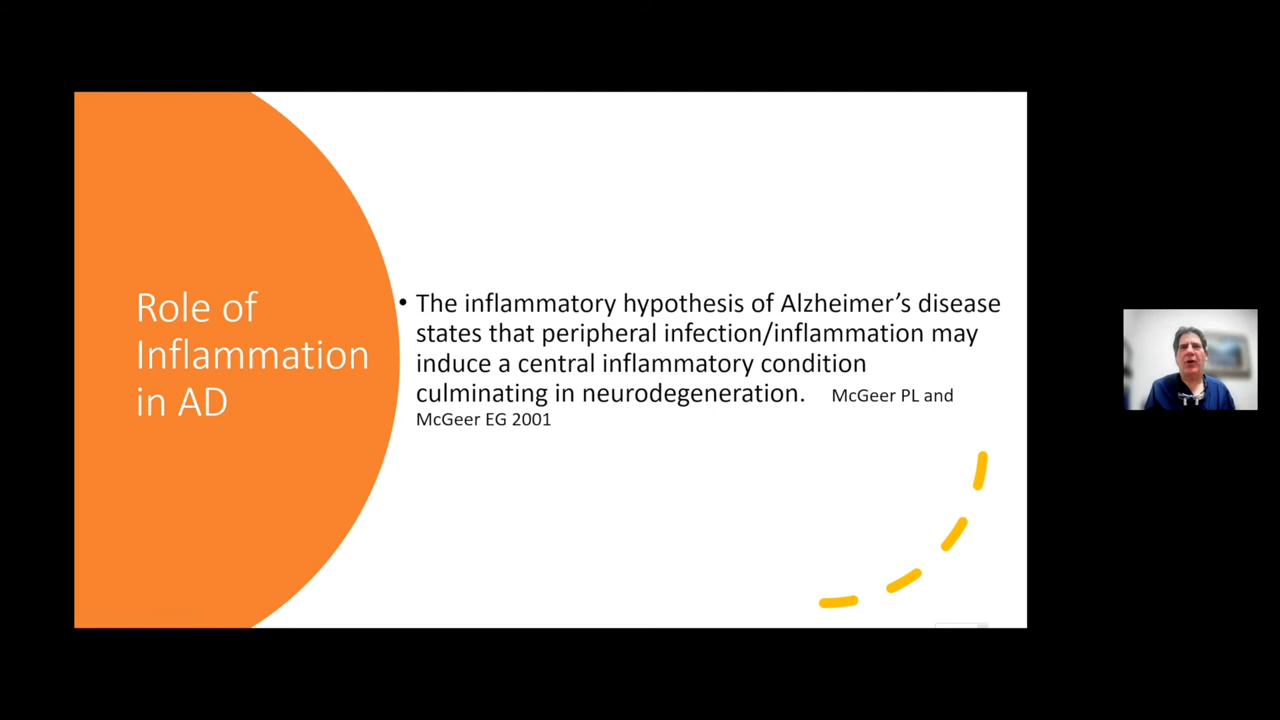 Role of
Inflammation
in AD
• The inflammatory hypothesis of Alzheimer’s disease
states that peripheral infection/inflammation may
induce a central inflammatory condition
culminating in neurodegeneration. McGeer PL and
McGeer EG 2001